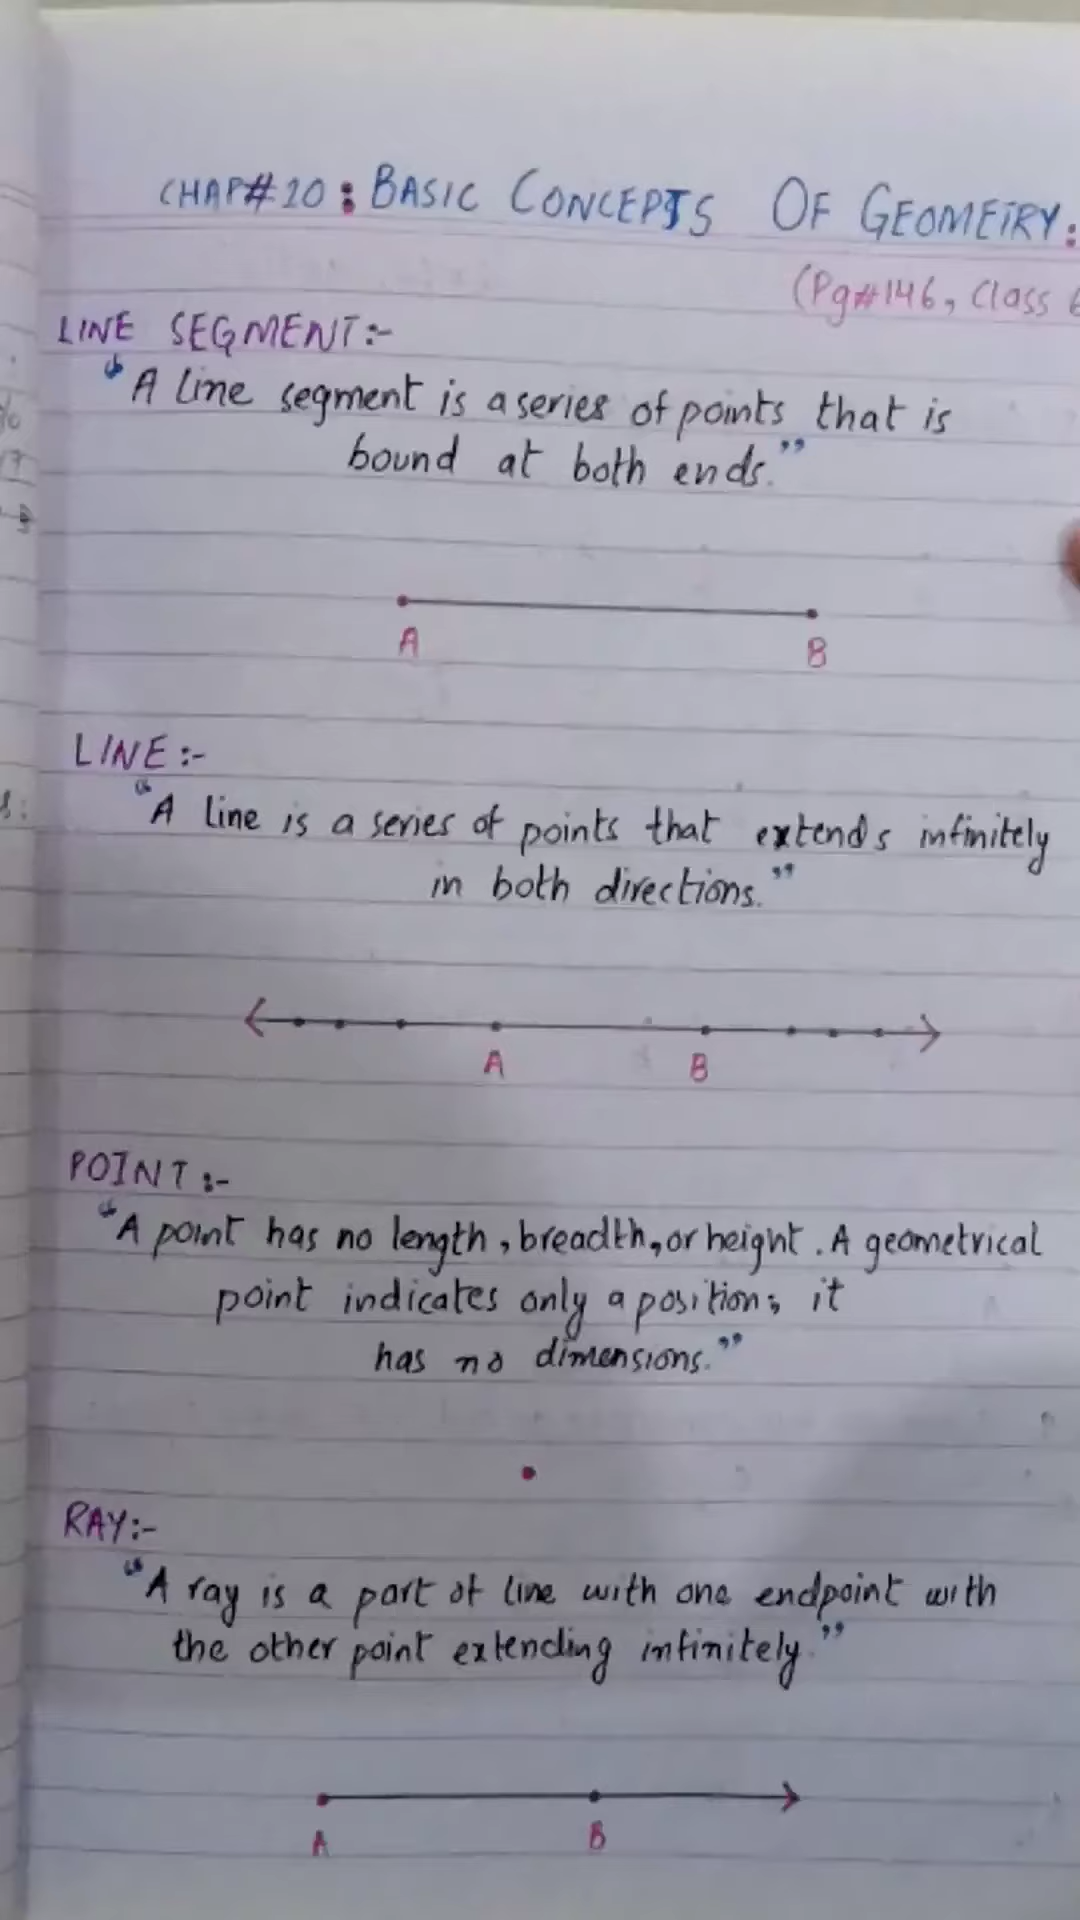 CHAP#10: BASIC CONCEPTS OF GEOMETRY:
(Pg#146, Class 6
LINE SEGMENT:-
"A line segment is a series of points that is
bound at both ends."
A B
LINE:-
"A line is a series of points that extends infinitely
in both directions."
A B
POINT:-
"A point has no length, breadth, or height. A geometrical
point indicates only a position; it
has no dimensions."
RAY:-
"A ray is a part of line with one endpoint with
the other point extending infinitely."
A B